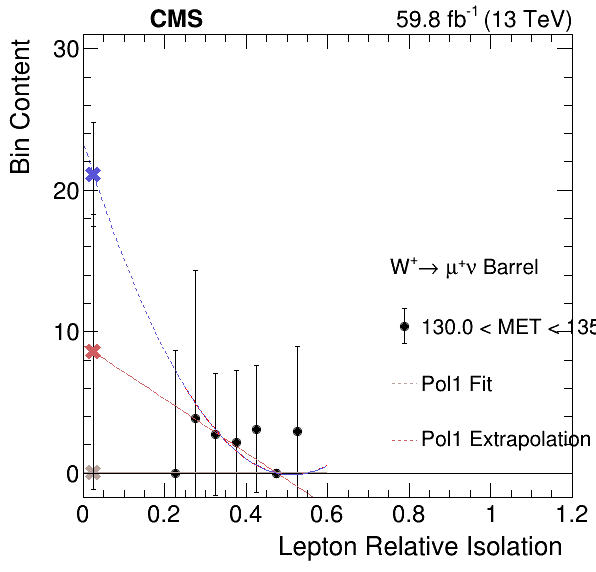 CMS
59.8 fb⁻¹ (13 TeV)
Bin Content
30
20
10
0
W⁺→ μ⁺ν Barrel
130.0 < MET < 135
Pol1 Fit
Pol1 Extrapolation
0 0.2 0.4 0.6 0.8 1 1.2
Lepton Relative Isolation